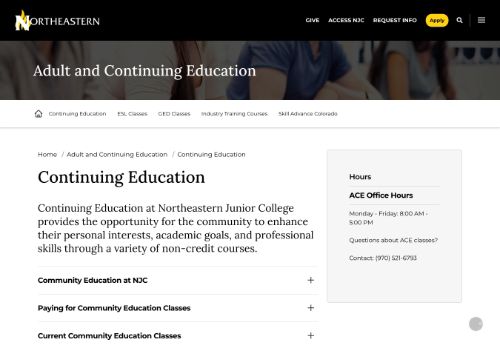 NORTHEASTERN
GIVE ACCESS NJC REQUEST INFO Apply
Adult and Continuing Education
Continuing Education ESL Classes GED Classes Industry Training Courses Skill Advance Colorado
Home / Adult and Continuing Education / Continuing Education
Continuing Education
Continuing Education at Northeastern Junior College
provides the opportunity for the community to enhance
their personal interests, academic goals, and professional
skills through a variety of non-credit courses.
Community Education at NJC
Paying for Community Education Classes
Current Community Education Classes
Hours
ACE Office Hours
Monday - Friday: 8:00 AM -
5:00 PM
Questions about ACE classes?
Contact: (970) 521-6793